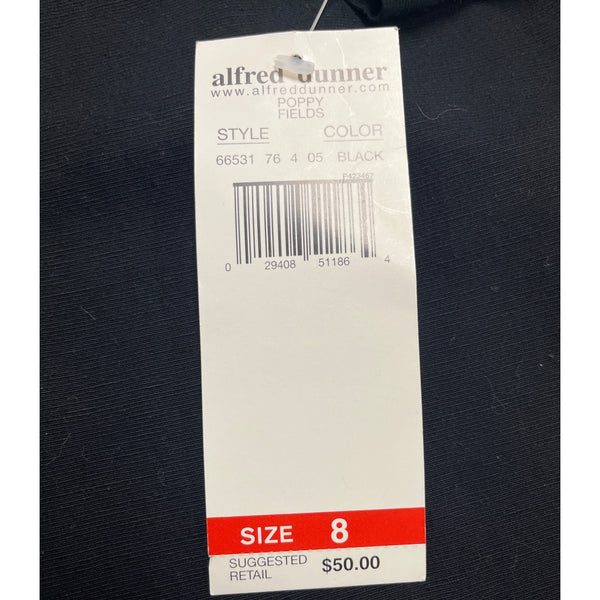 alfred dunner
www.alfreddunner.com
POPPY
FIELDS
STYLE COLOR
66531 76 4 05 BLACK
P423467
0 29408 51186 4
SIZE 8
SUGGESTED
RETAIL $50.00